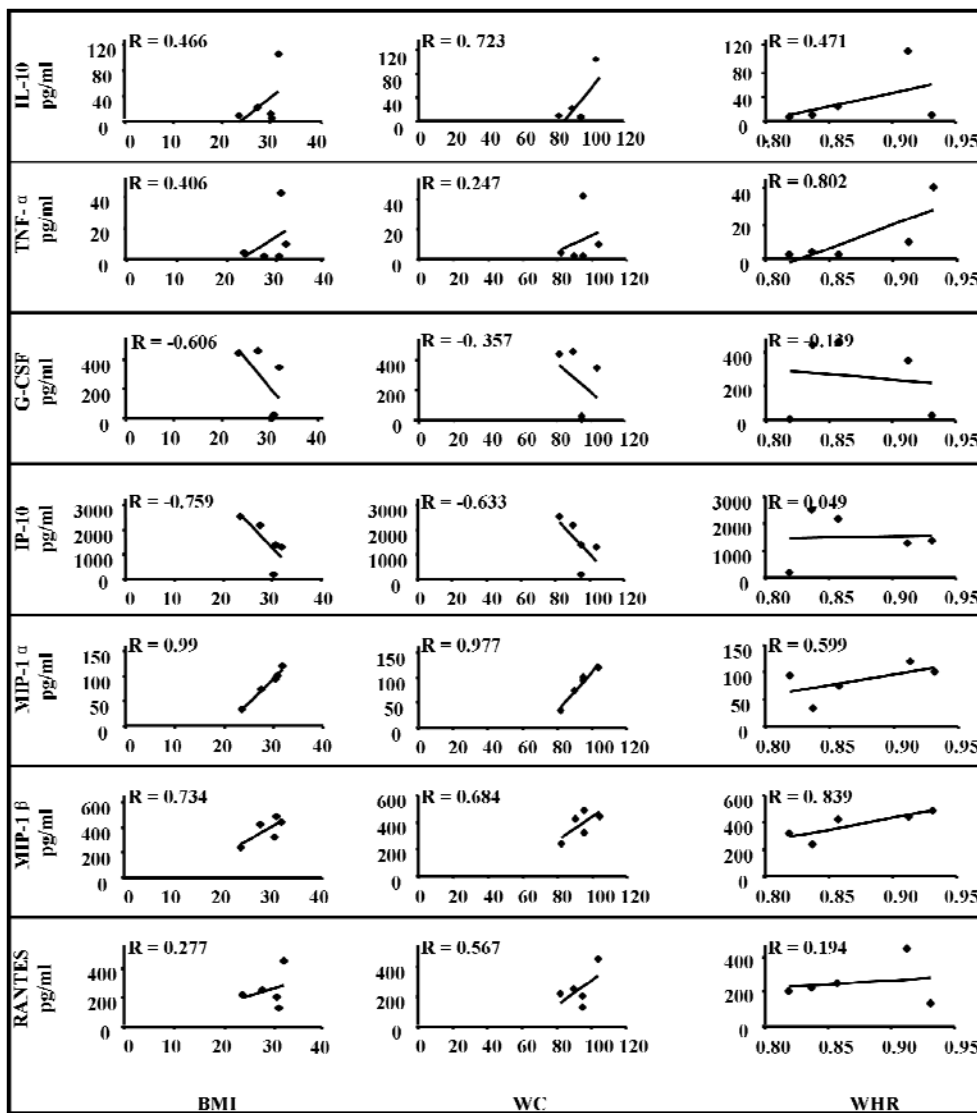 IL-10
pg/ml
R = 0.466
R = 0. 723
R = 0.471
120
80
40
0
120
80
40
0
120
80
40
0
0 10 20 30 40
0 20 40 60 80 100 120
0.80 0.85 0.90 0.95
TNF- α
pg/ml
R = 0.406
R = 0.247
R = 0.802
40
20
0
40
20
0
40
20
0
0 10 20 30 40
0 20 40 60 80 100 120
0.80 0.85 0.90 0.95
G-CSF
pg/ml
R = -0.606
R = -0. 357
R = -0.139
400
200
0
400
200
0
400
200
0
0 10 20 30 40
0 20 40 60 80 100 120
0.80 0.85 0.90 0.95
IP-10
pg/ml
R = -0.759
R = -0.633
R = 0.049
3000
2000
1000
0
3000
2000
1000
0
3000
2000
1000
0
0 10 20 30 40
0 20 40 60 80 100 120
0.80 0.85 0.90 0.95
MIP-1 α
pg/ml
R = 0.99
R = 0.977
R = 0.599
150
100
50
0
150
100
50
0
150
100
50
0
0 10 20 30 40
0 20 40 60 80 100 120
0.80 0.85 0.90 0.95
MIP-1 β
pg/ml
R = 0.734
R = 0.684
R = 0. 839
600
400
200
0
600
400
200
0
600
400
200
0
0 10 20 30 40
0 20 40 60 80 100 120
0.80 0.85 0.90 0.95
RANTES
pg/ml
R = 0.277
R = 0.567
R = 0.194
400
200
0
400
200
0
400
200
0
0 10 20 30 40
0 20 40 60 80 100 120
0.80 0.85 0.90 0.95
BMI WC WHR